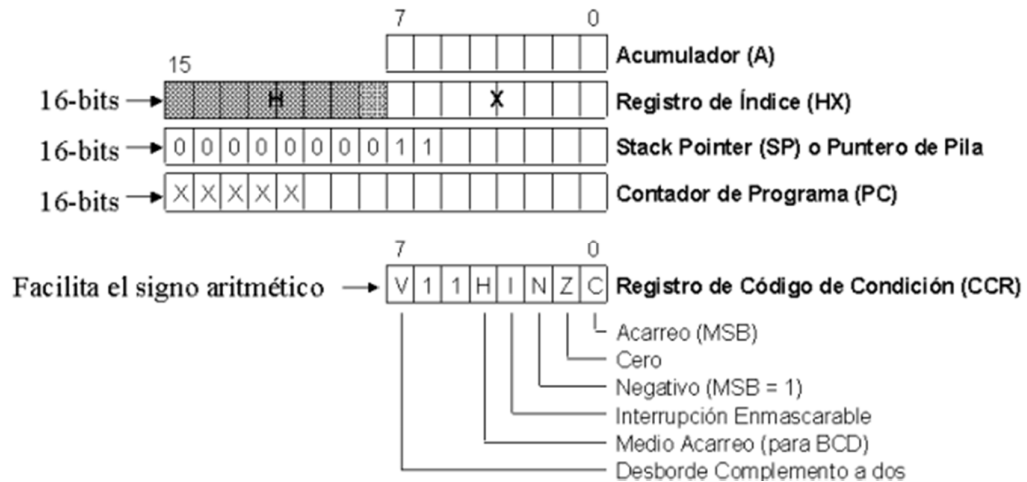 7 0
Acumulador (A)
15
16-bits H X Registro de Índice (HX)
16-bits 0 0 0 0 0 0 0 0 1 1 Stack Pointer (SP) o Puntero de Pila
16-bits X X X X X Contador de Programa (PC)
7 0
Facilita el signo aritmético V 1 1 H I N Z C Registro de Código de Condición (CCR)
Acarreo (MSB)
Cero
Negativo (MSB = 1)
Interrupción Enmascarable
Medio Acarreo (para BCD)
Desborde Complemento a dos